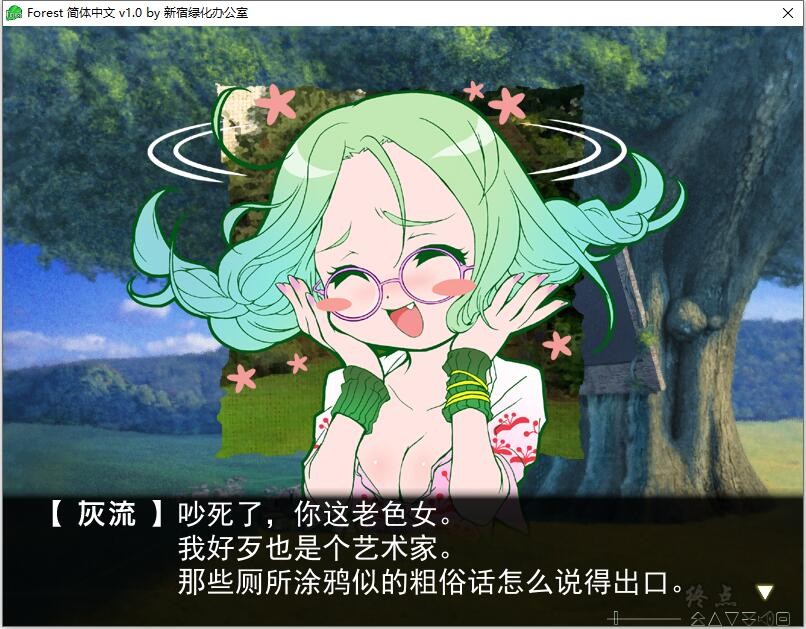 Forest 简体中文 v1.0 by 新宿绿化办公室
【 灰流 】吵死了，你这老色女。
我好歹也是个艺术家。
那些厕所涂鸦似的粗俗话怎么说得出口。
终点